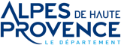 ALPES DE HAUTE
PROVENCE
LE DÉPARTEMENT